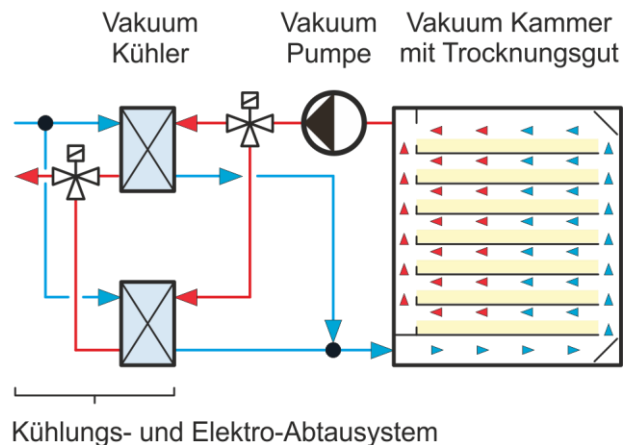 Vakuum
Kühler
Vakuum
Pumpe
Vakuum Kammer
mit Trocknungsgut
Kühlungs- und Elektro-Abtausystem